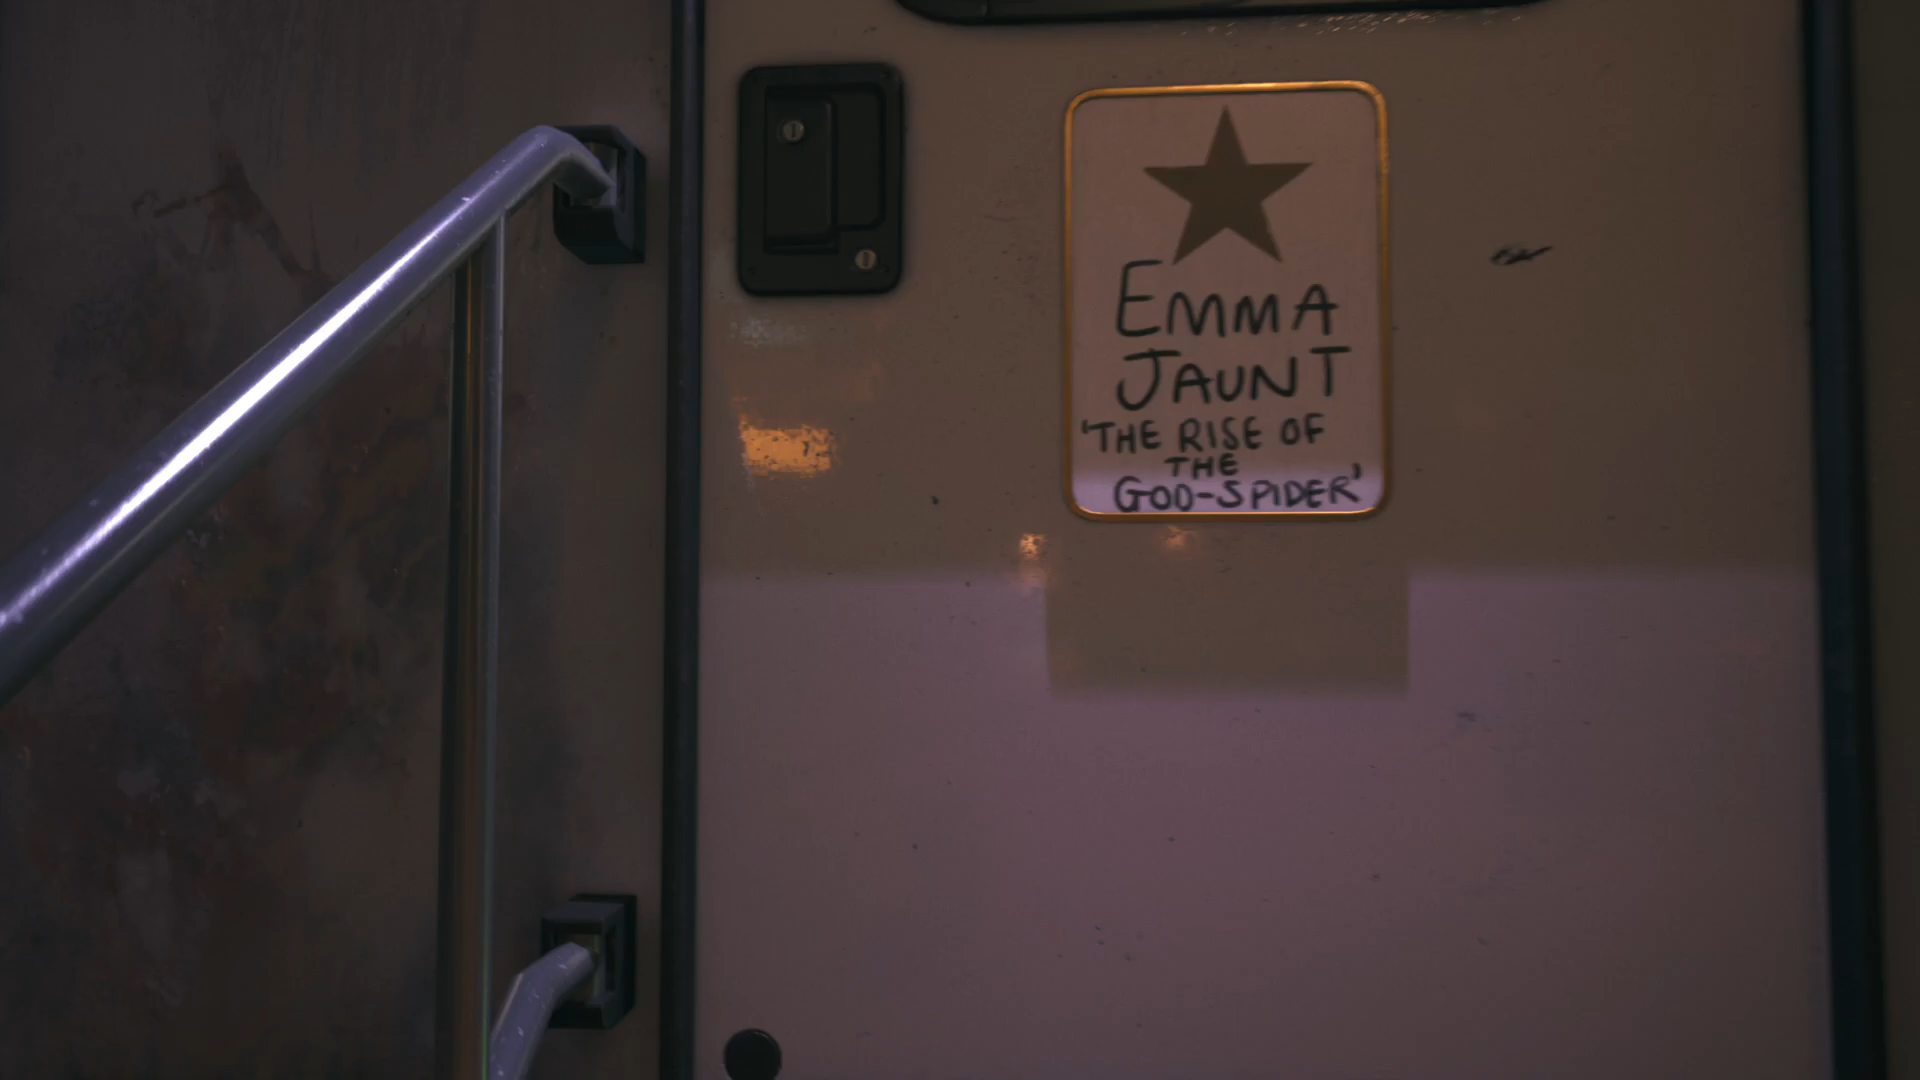 EMMA
JAUNT
'THE RISE OF
THE
GOD-SPIDER'